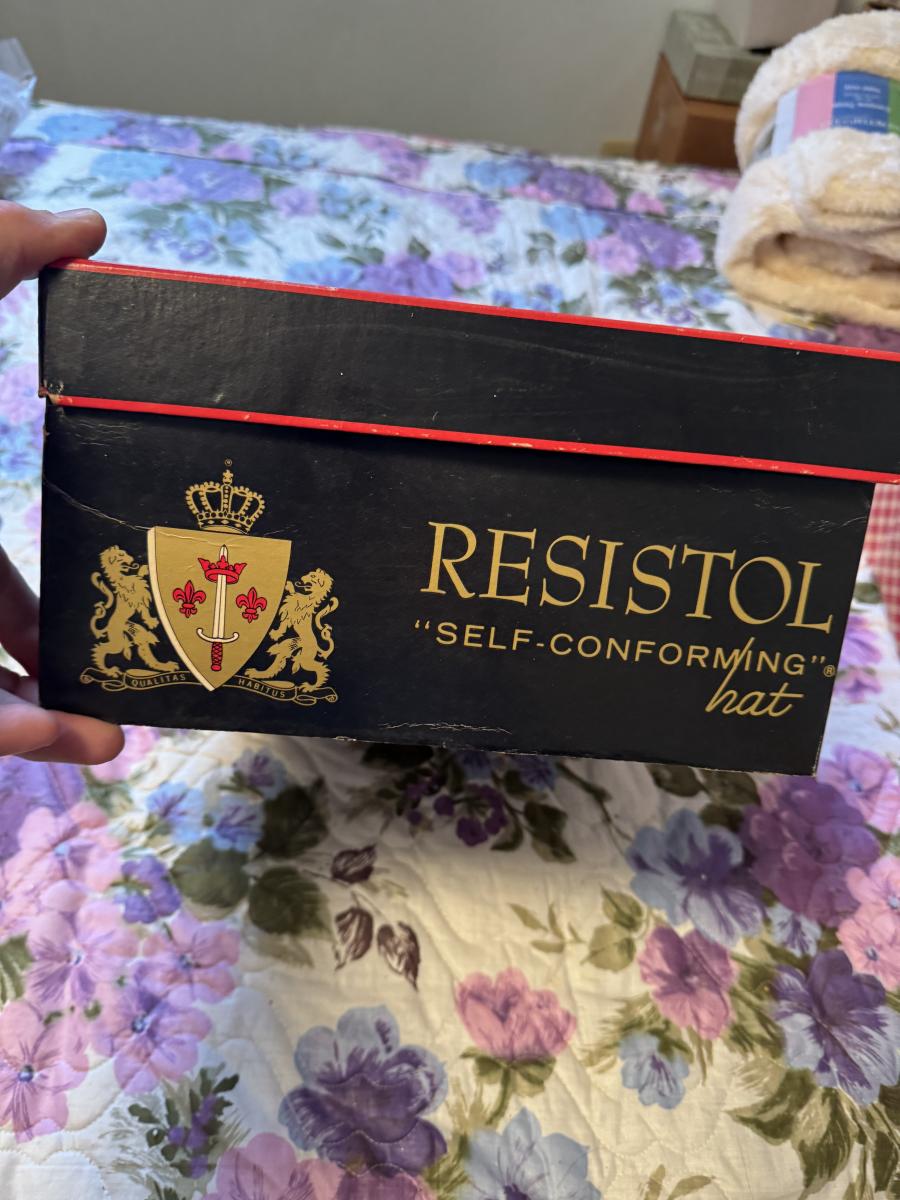 RESISTOL
"SELF-CONFORMING"®
hat
QUALITAS HABITUS